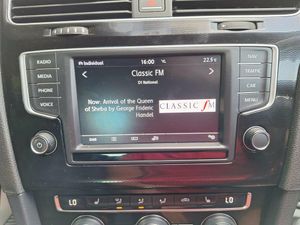 Individual 16:00 22.5°
Classic FM
D1 National
Now: Arrival of the Queen
of Sheba by George Frideric
Handel
CLASSIC fM
RADIO
MEDIA
PHONE
VOICE
NAV
TRAFFIC
CAR
MENU
LO
LO